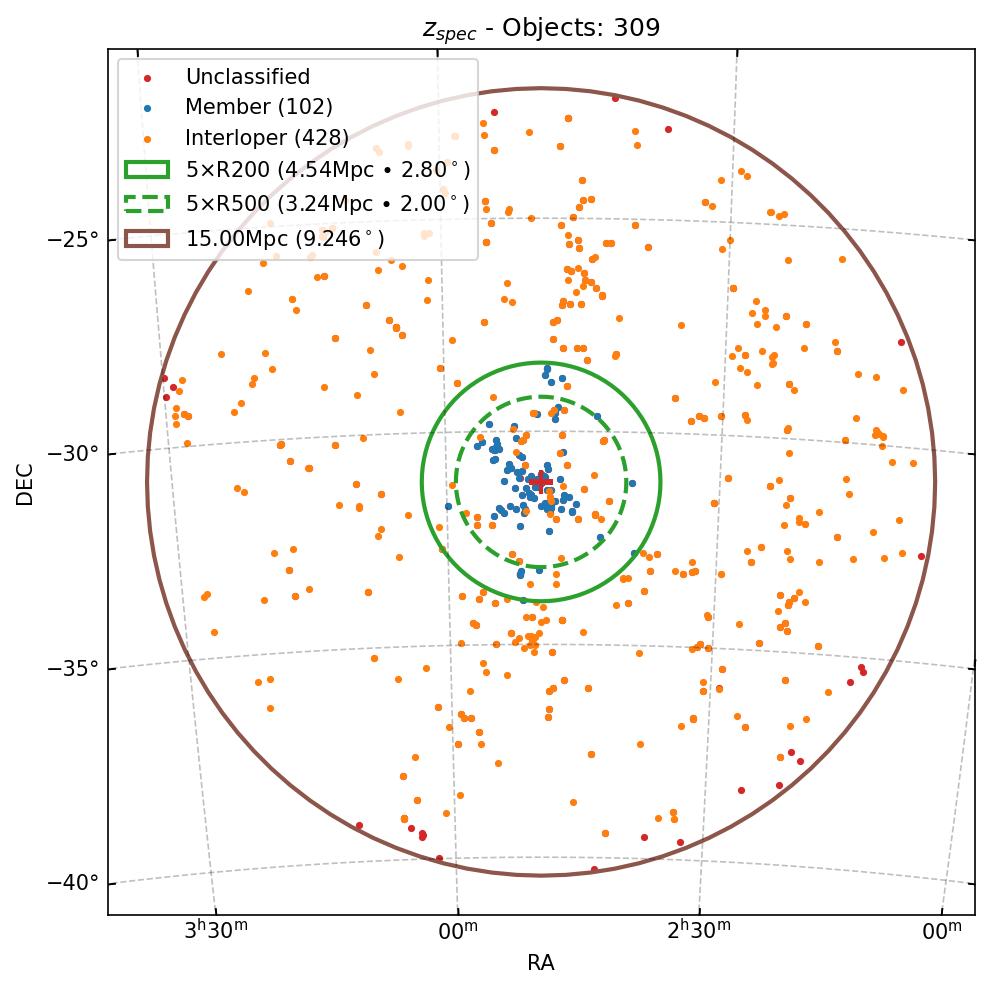 z_spec - Objects: 309
Unclassified
Member (102)
Interloper (428)
5×R200 (4.54Mpc • 2.80°)
5×R500 (3.24Mpc • 2.00°)
15.00Mpc (9.246°)
DEC
−25°
−30°
−35°
−40°
3ʰ30ᵐ 00ᵐ 2ʰ30ᵐ 00ᵐ
RA